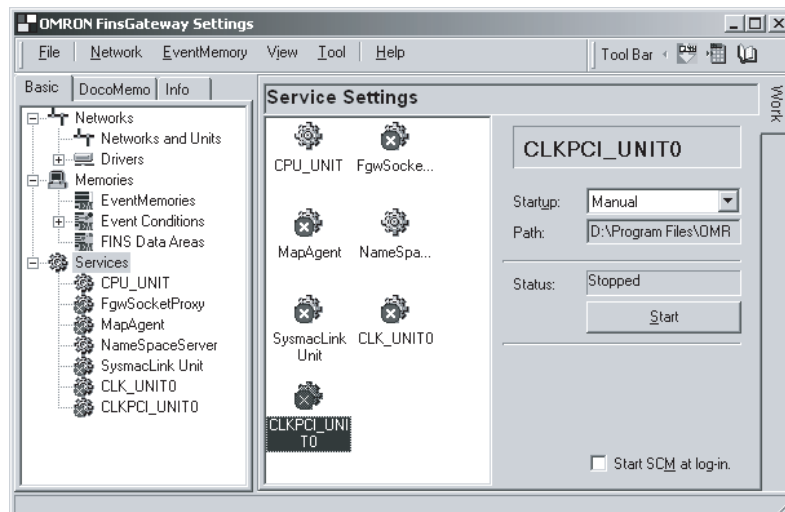 OMRON FinsGateway Settings
File Network EventMemory View Tool Help Tool Bar
Basic DocoMemo Info
Networks
Networks and Units
Drivers
Memories
EventMemories
Event Conditions
FINS Data Areas
Services
CPU_UNIT
FgwSocketProxy
MapAgent
NameSpaceServer
SysmacLink Unit
CLK_UNIT0
CLKPCI_UNIT0
Service Settings
CPU_UNIT FgwSocke...
MapAgent NameSpa...
SysmacLink CLK_UNIT0
Unit
CLKPCI_UNI
T0
CLKPCI_UNIT0
Startup: Manual
Path: D:\Program Files\OMR
Status: Stopped
Start
Start SCM at log-in.
Work